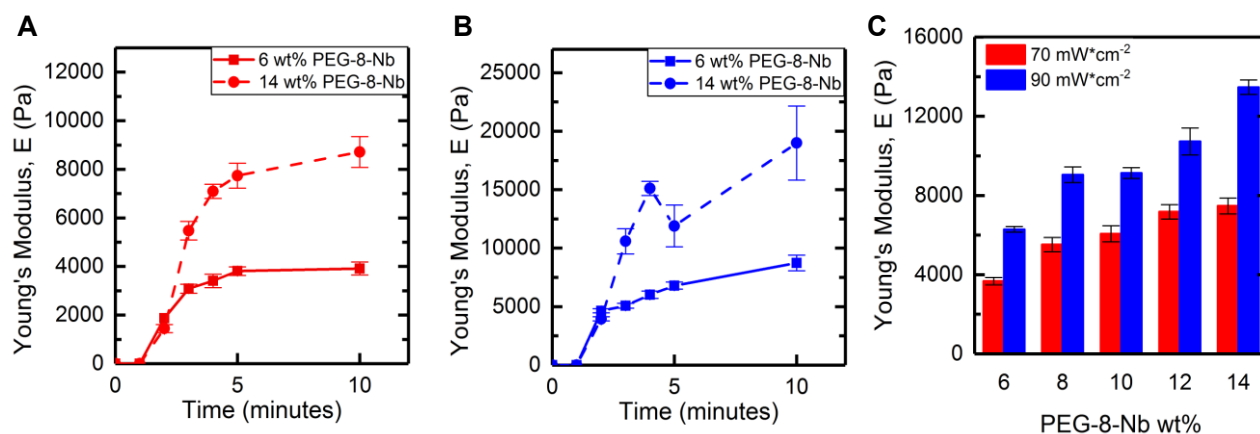 A
Young's Modulus, E (Pa)
12000
10000
8000
6000
4000
2000
0
6 wt% PEG-8-Nb
14 wt% PEG-8-Nb
0 5 10
Time (minutes)
B
Young's Modulus, E (Pa)
25000
20000
15000
10000
5000
0
6 wt% PEG-8-Nb
14 wt% PEG-8-Nb
0 5 10
Time (minutes)
C
Young's Modulus, E (Pa)
16000
12000
8000
4000
0
70 mW*cm-2
90 mW*cm-2
6 8 10 12 14
PEG-8-Nb wt%